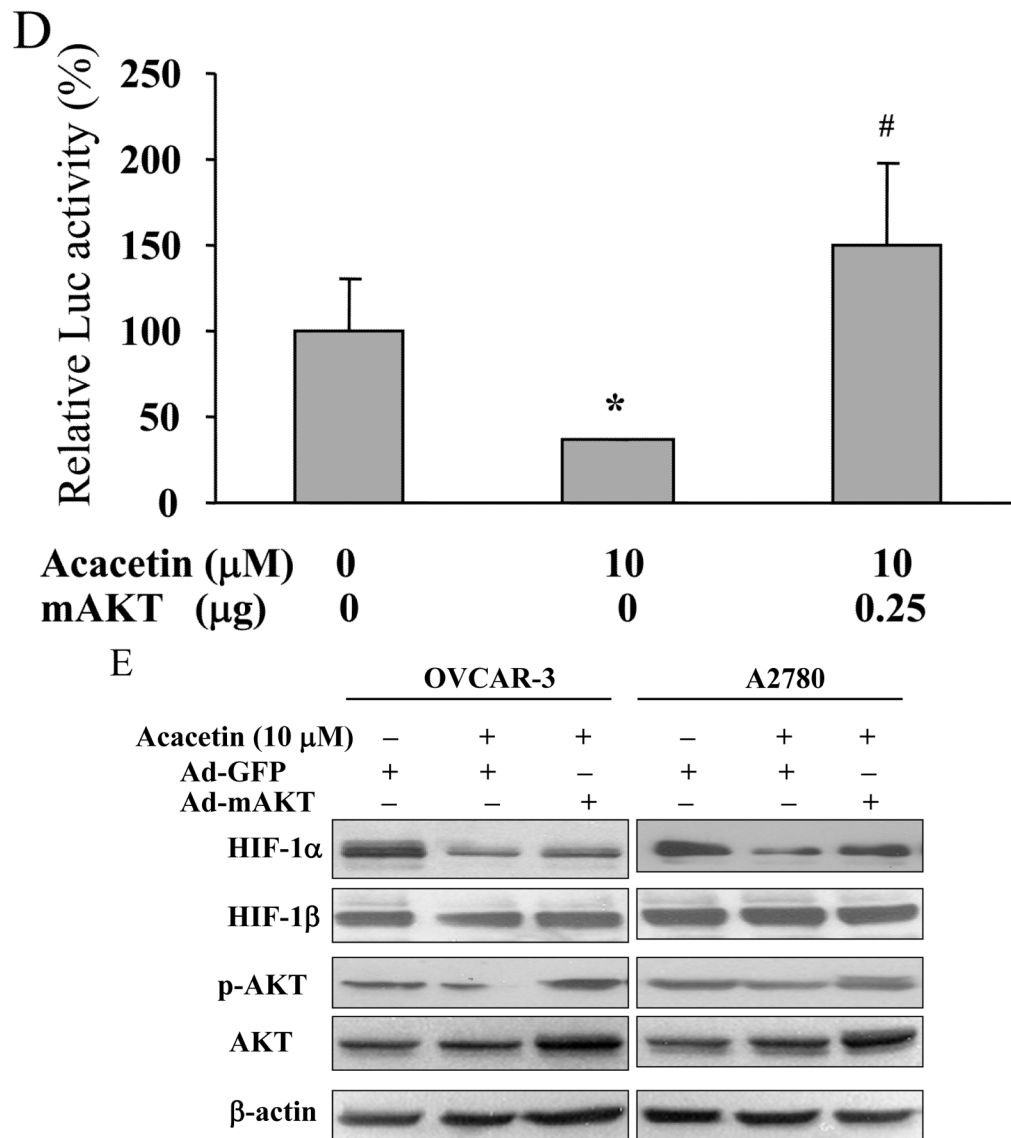 D
Relative Luc activity (%)
250
200
150
100
50
0
*
#
Acacetin (μM) 0 10 10
mAKT (μg) 0 0 0.25
E
OVCAR-3 A2780
Acacetin (10 μM) – + + – + +
Ad-GFP + + – + + –
Ad-mAKT – – + – – +
HIF-1α
HIF-1β
p-AKT
AKT
β-actin